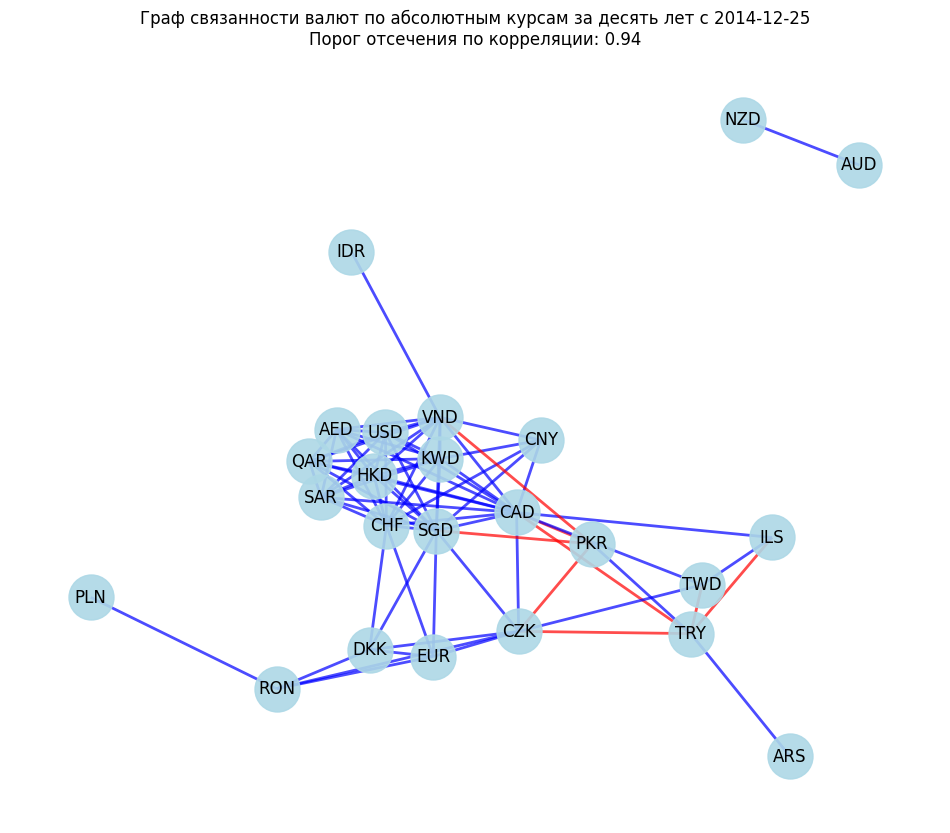 Граф связанности валют по абсолютным курсам за десять лет с 2014-12-25
Порог отсечения по корреляции: 0.94
NZD
AUD
IDR
VND
AED
USD
CNY
KWD
QAR
HKD
SAR
CAD
CHF
SGD
PKR
ILS
TWD
PLN
CZK
TRY
DKK
EUR
RON
ARS